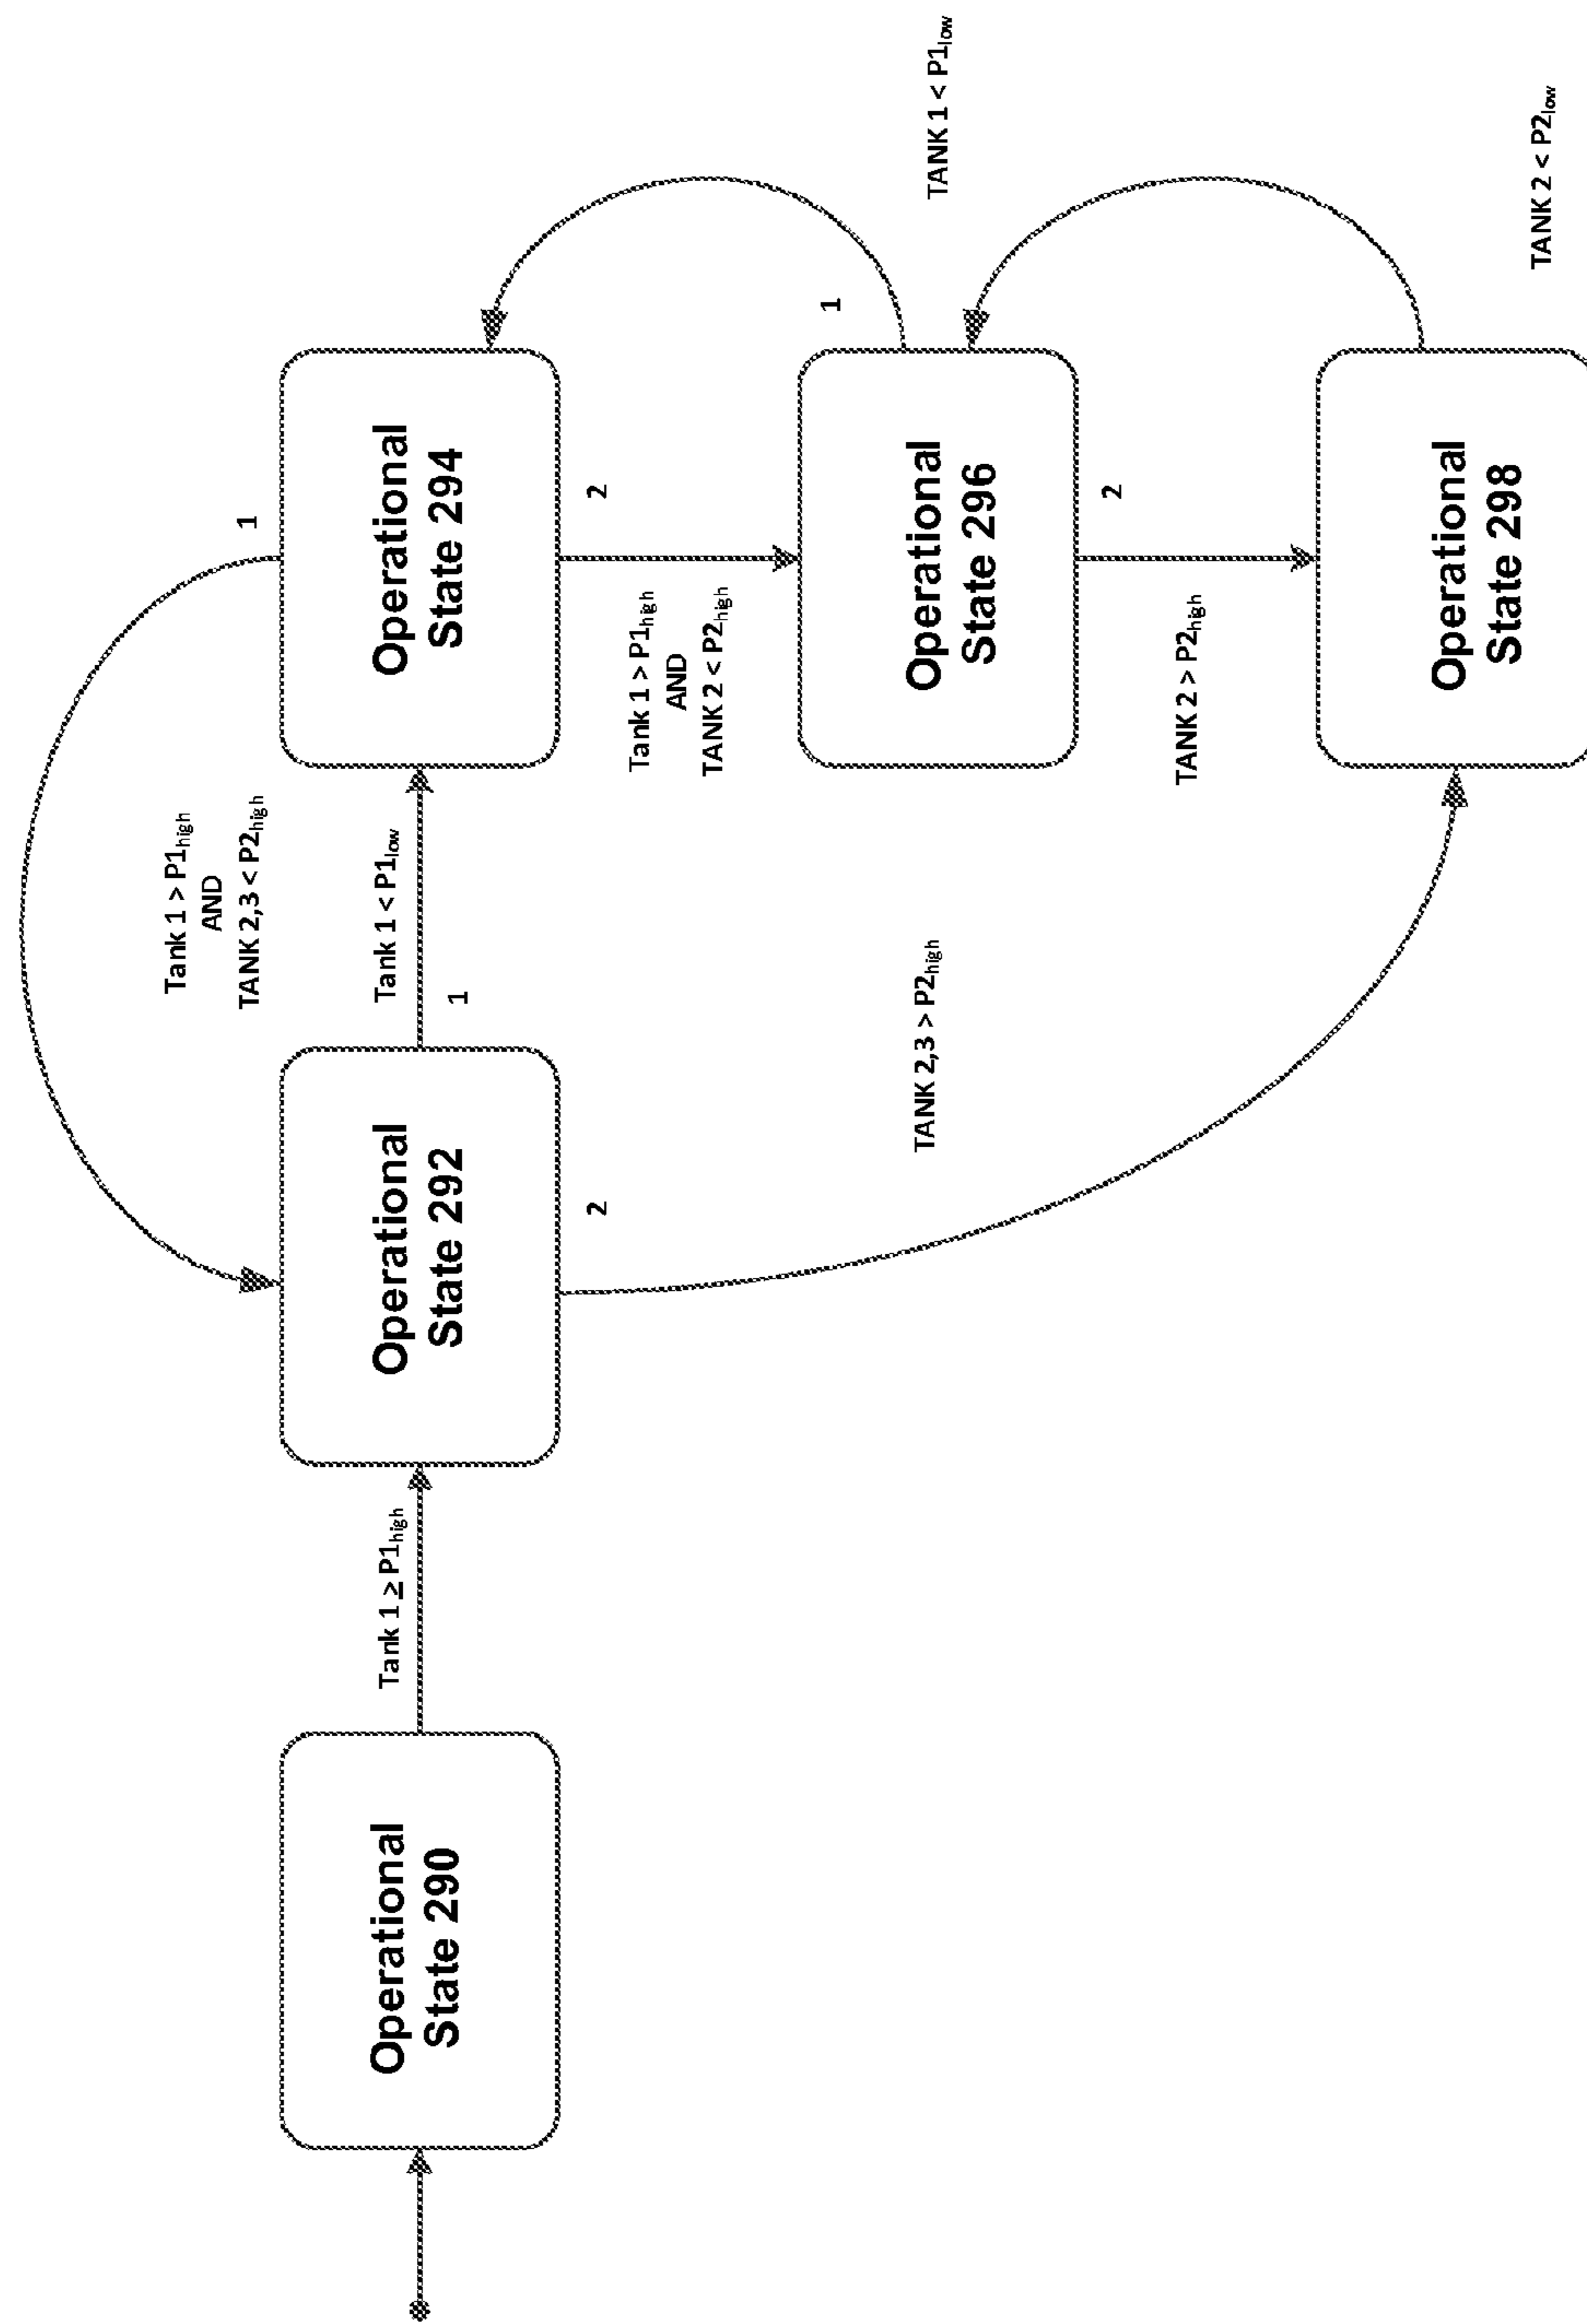 Operational
State 290
Tank 1 ≥ P1high
Operational
State 292
1
2
Tank 1 < P1low
Tank 1 > P1high
AND
TANK 2,3 < P2high
TANK 2,3 > P2high
1
Operational
State 294
2
Tank 1 > P1high
AND
TANK 2 < P2high
1
TANK 1 < P1low
Operational
State 296
2
TANK 2 > P2high
Operational
State 298
TANK 2 < P2low